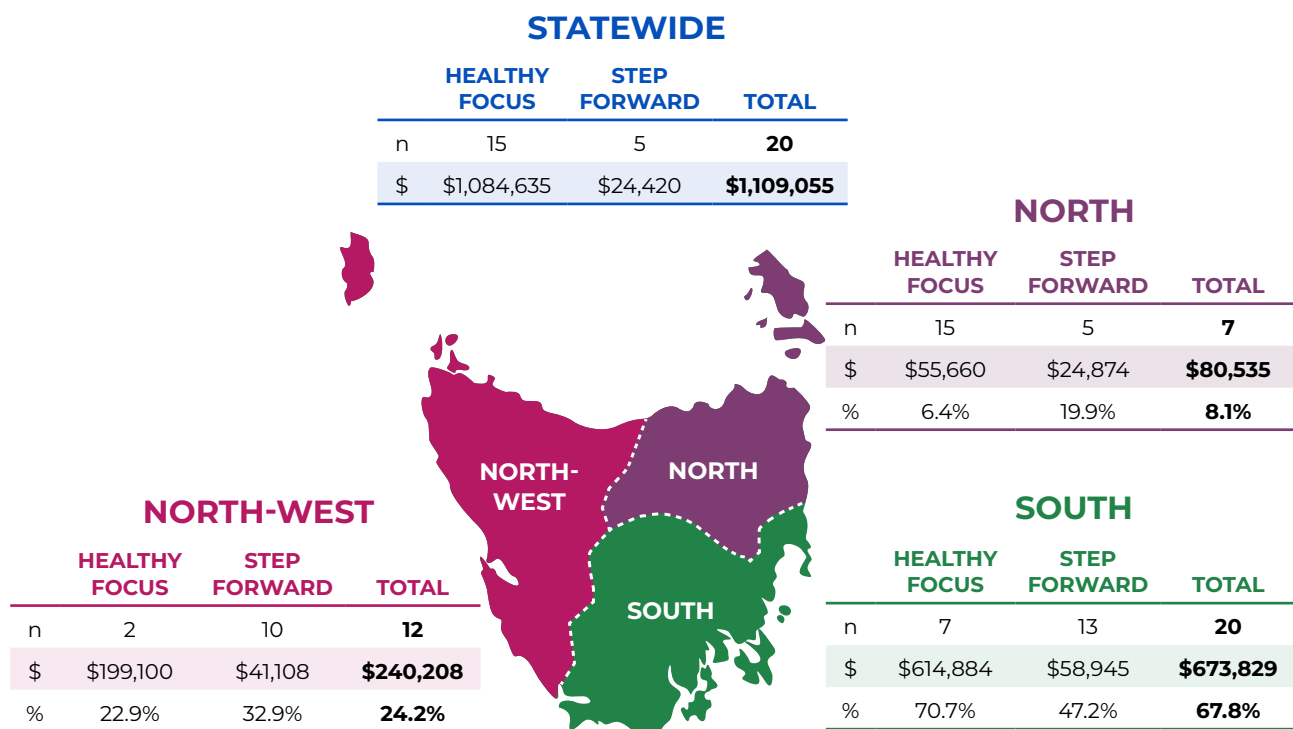 STATEWIDE
HEALTHY FOCUS STEP FORWARD TOTAL
n 15 5 20
$ $1,084,635 $24,420 $1,109,055
NORTH
HEALTHY FOCUS STEP FORWARD TOTAL
n 15 5 7
$ $55,660 $24,874 $80,535
% 6.4% 19.9% 8.1%
NORTH-
WEST
NORTH
SOUTH
NORTH-WEST
HEALTHY FOCUS STEP FORWARD TOTAL
n 2 10 12
$ $199,100 $41,108 $240,208
% 22.9% 32.9% 24.2%
SOUTH
HEALTHY FOCUS STEP FORWARD TOTAL
n 7 13 20
$ $614,884 $58,945 $673,829
% 70.7% 47.2% 67.8%